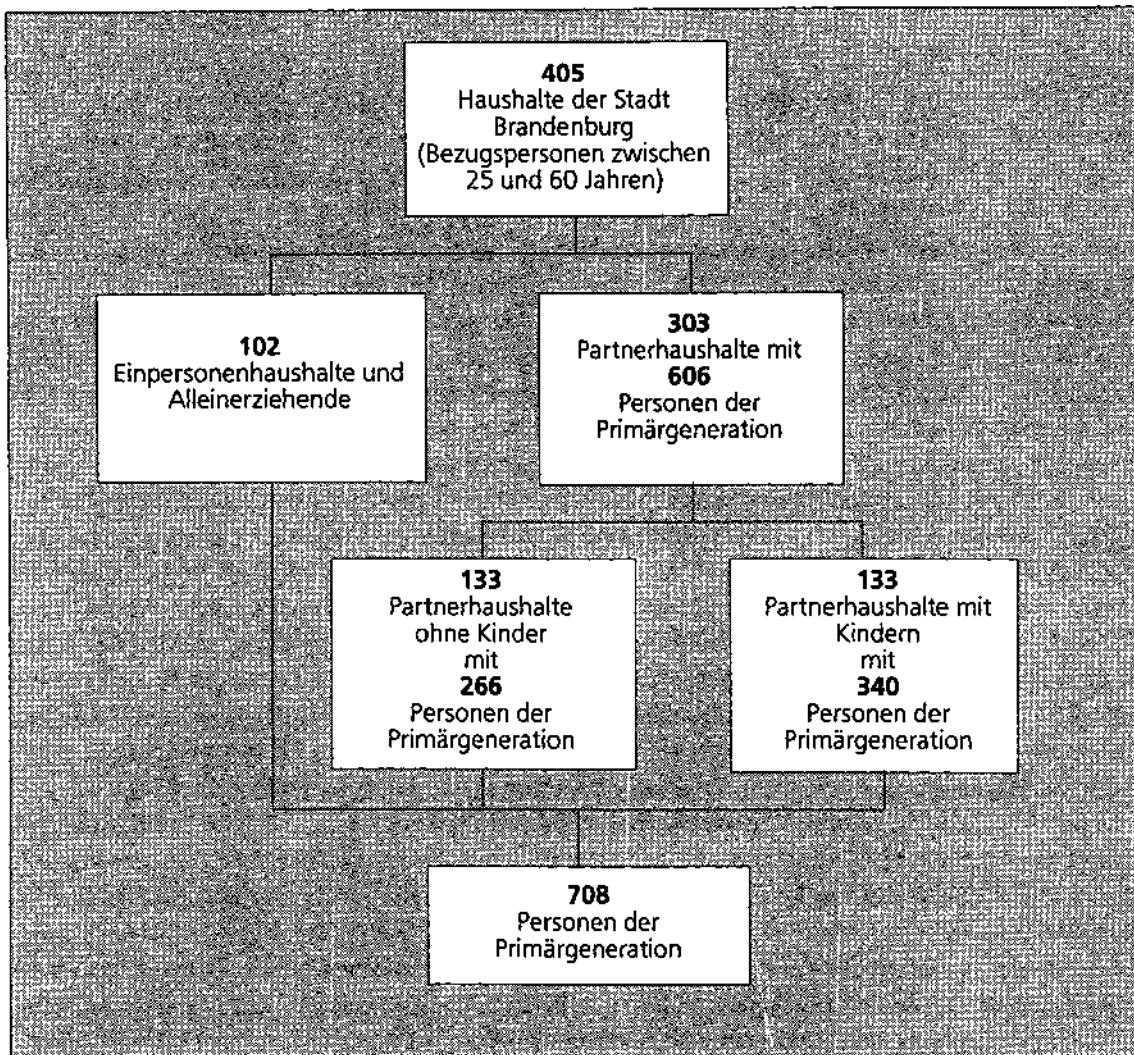 405
Haushalte der Stadt
Brandenburg
(Bezugspersonen zwischen
25 und 60 Jahren)
102
Einpersonenhaushalte und
Alleinerziehende
303
Partnerhaushalte mit
606
Personen der
Primärgeneration
133
Partnerhaushalte
ohne Kinder
mit
266
Personen der
Primärgeneration
133
Partnerhaushalte mit
Kindern
mit
340
Personen der
Primärgeneration
708
Personen der
Primärgeneration